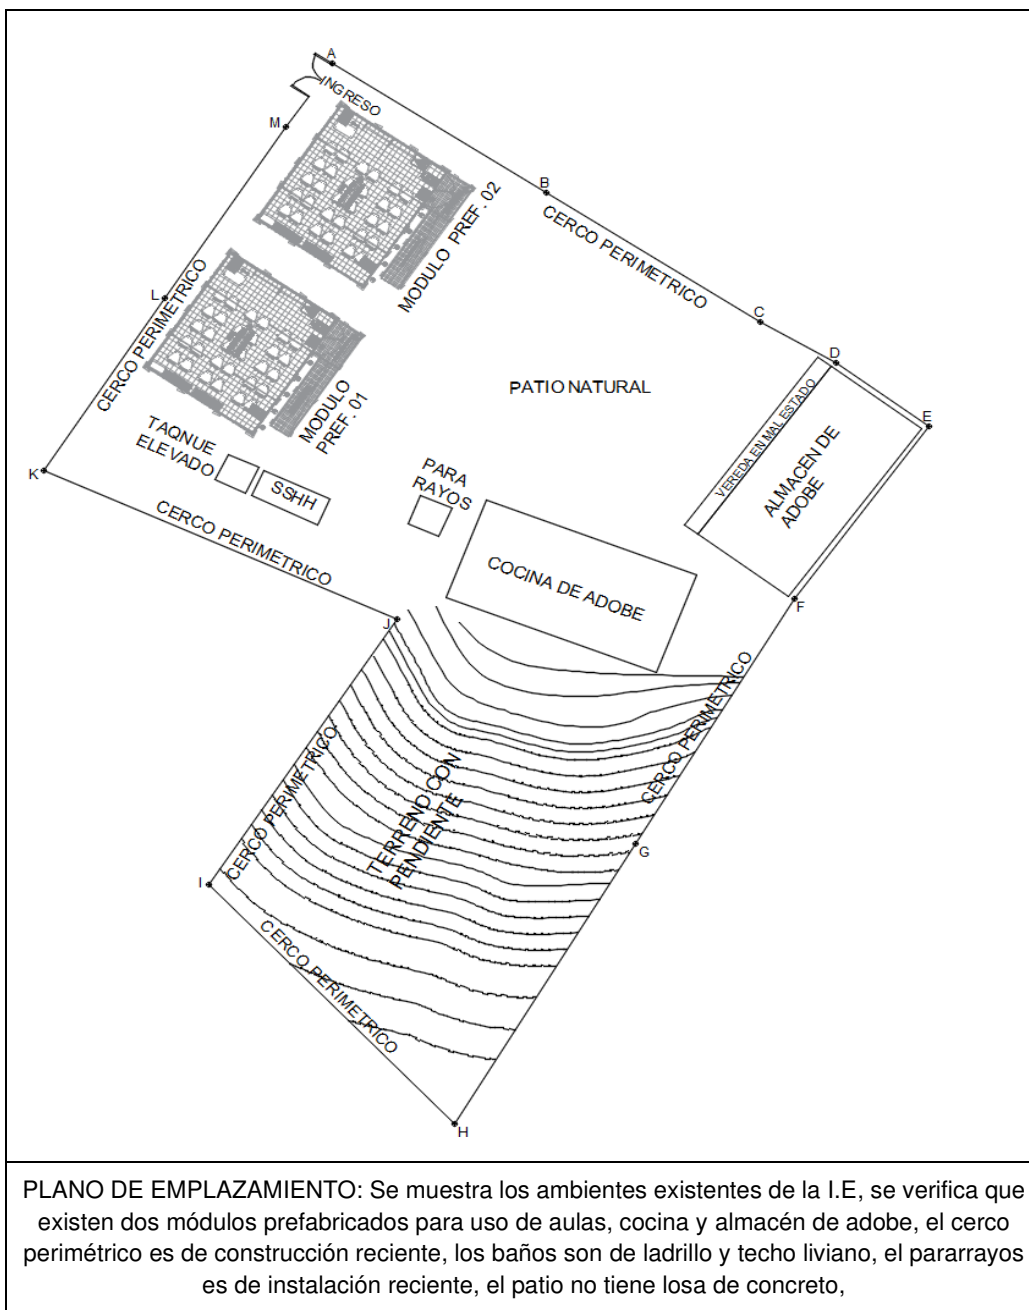 A
INGRESO
M
B
MODULO PREF. 02
CERCO PERIMETRICO
L
CERCO PERIMETRICO
C
D
MODULO
PREF. 01
PATIO NATURAL
VEREDA EN MAL ESTADO
E
ALMACEN DE
ADOBE
TAQNUE
ELEVADO
K
SSHH
PARA
RAYOS
CERCO PERIMETRICO
COCINA DE ADOBE
F
J
CERCO PERIMETRICO
CERCO PERIMETRICO
TERRENO CON
PENDIENTE
G
I
CERCO PERIMETRICO
H
PLANO DE EMPLAZAMIENTO: Se muestra los ambientes existentes de la I.E, se verifica que
existen dos módulos prefabricados para uso de aulas, cocina y almacén de adobe, el cerco
perimétrico es de construcción reciente, los baños son de ladrillo y techo liviano, el pararrayos
es de instalación reciente, el patio no tiene losa de concreto,